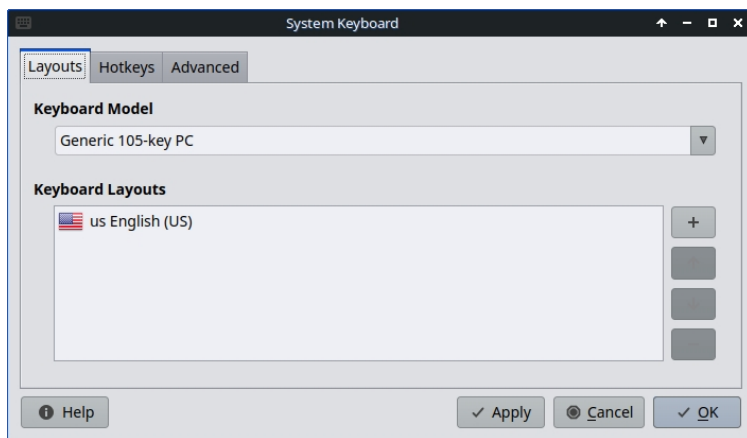 System Keyboard
Layouts Hotkeys Advanced
Keyboard Model
Generic 105-key PC
Keyboard Layouts
us English (US)
+
Help Apply Cancel OK